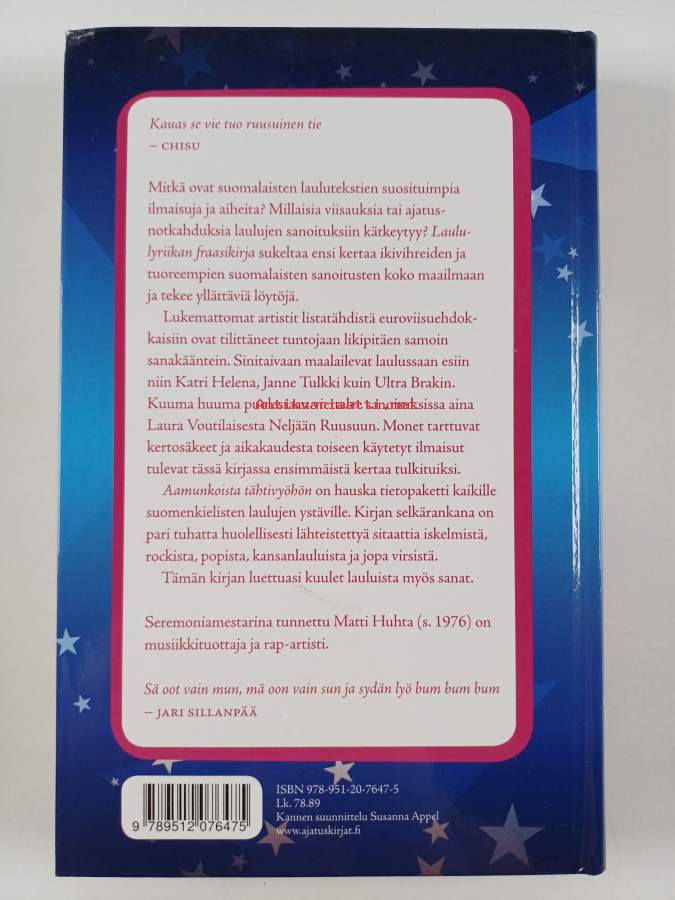 Kauas se vie tuo ruusuinen tie
– CHISU
Mitkä ovat suomalaisten laulutekstien suosituimpia
ilmaisuja ja aiheita? Millaisia viisauksia tai ajatus-
notkahduksia laulujen sanoituksiin kätkeytyy? Laulu-
lyriikan fraasikirja sukeltaa ensi kertaa ikivihreiden ja
tuoreempien suomalaisten sanoitusten koko maailmaan
ja tekee yllättäviä löytöjä.
Lukemattomat artistit listatähdistä euroviisuehdok-
kaisiin ovat tilittäneet tuntojaan likipitäen samoin
sanakääntein. Sinitaivaan maalailevat laulussaan esiin
niin Katri Helena, Janne Tulkki kuin Ultra Brakin.
Kuuma huuma
Antikvariaatti.net
aina
Laura Voutilaisesta Neljään Ruusuun. Monet tarttuvat
kertosäkeet ja aikakaudesta toiseen käytetyt ilmaisut
tulevat tässä kirjassa ensimmäistä kertaa tulkituiksi.
Aamunkoista tähtivyöhön on hauska tietopaketti kaikille
suomenkielisten laulujen ystäville. Kirjan selkärankana on
pari tuhatta huolellisesti lähteistettyä sitaattia iskelmistä,
rockista, popista, kansanlauluista ja jopa virsistä.
Tämän kirjan luettuasi kuulet lauluista myös sanat.
Seremoniamestarina tunnettu Matti Huhta (s. 1976) on
musiikkituottaja ja rap-artisti.
Sä oot vain mun, mä oon vain sun ja sydän lyö bum bum bum
– JARI SILLANPÄÄ
ISBN 978-951-20-7647-5
Lk. 78.89
Kannen suunnittelu Susanna Appel
www.ajatuskirjat.fi
9 789512 076475